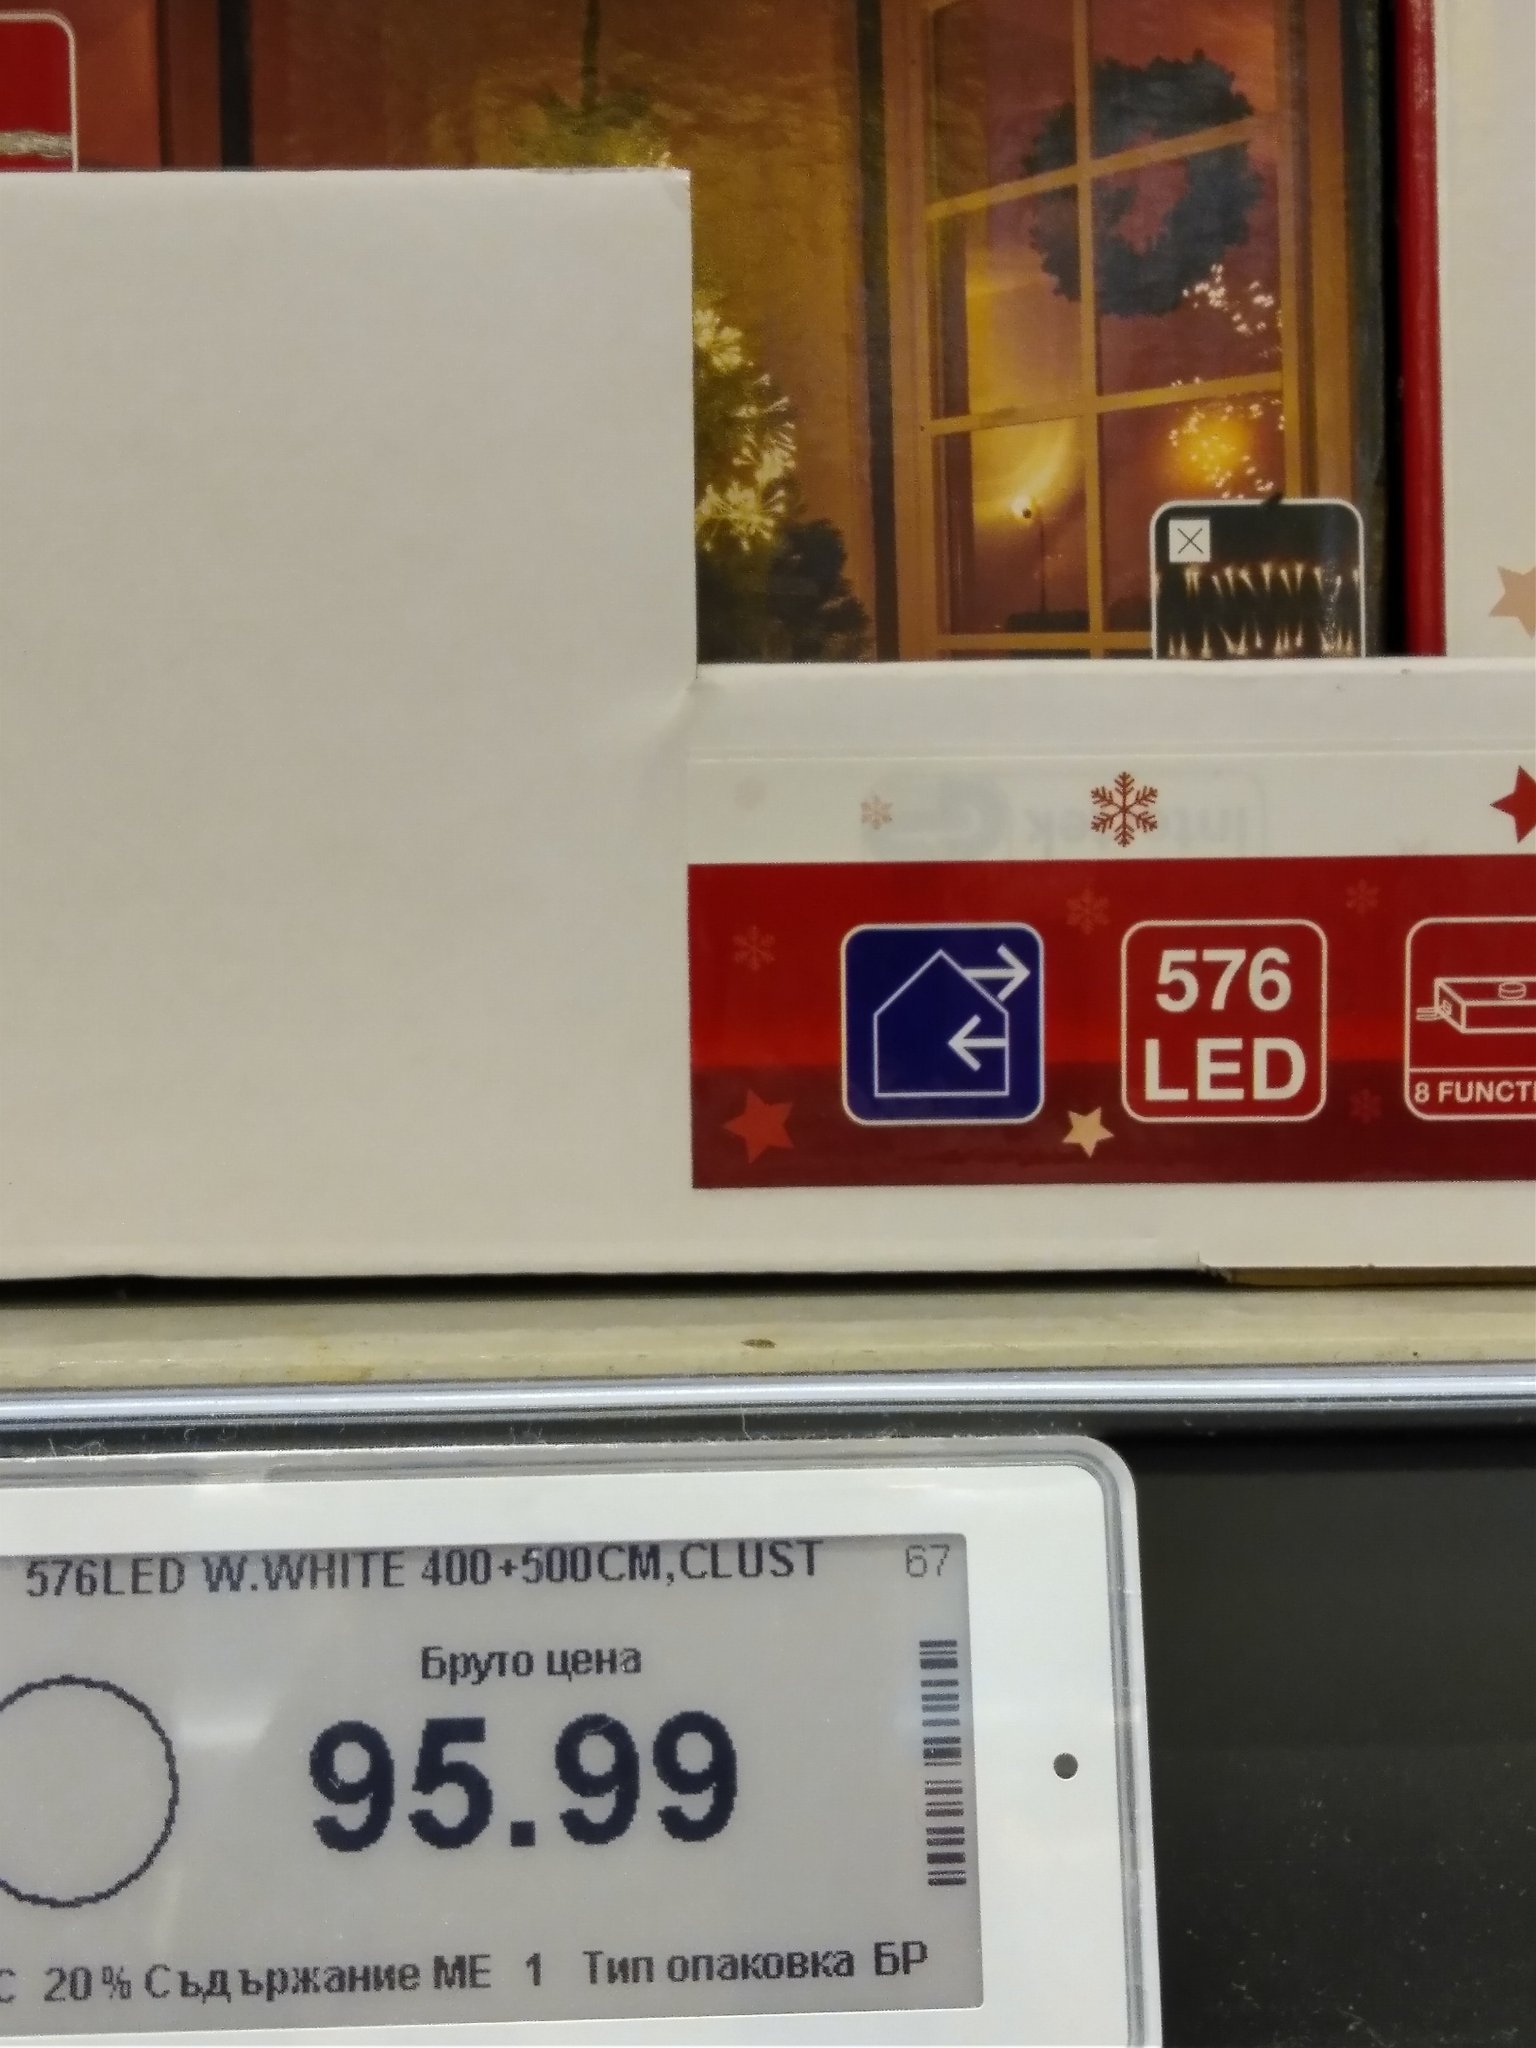 576
LED
8 FUNCTI
576LED W.WHITE 400+500CM,CLUST 67
Бруто цена
95.99
С 20% Съдържание ME 1 Тип опаковка БР